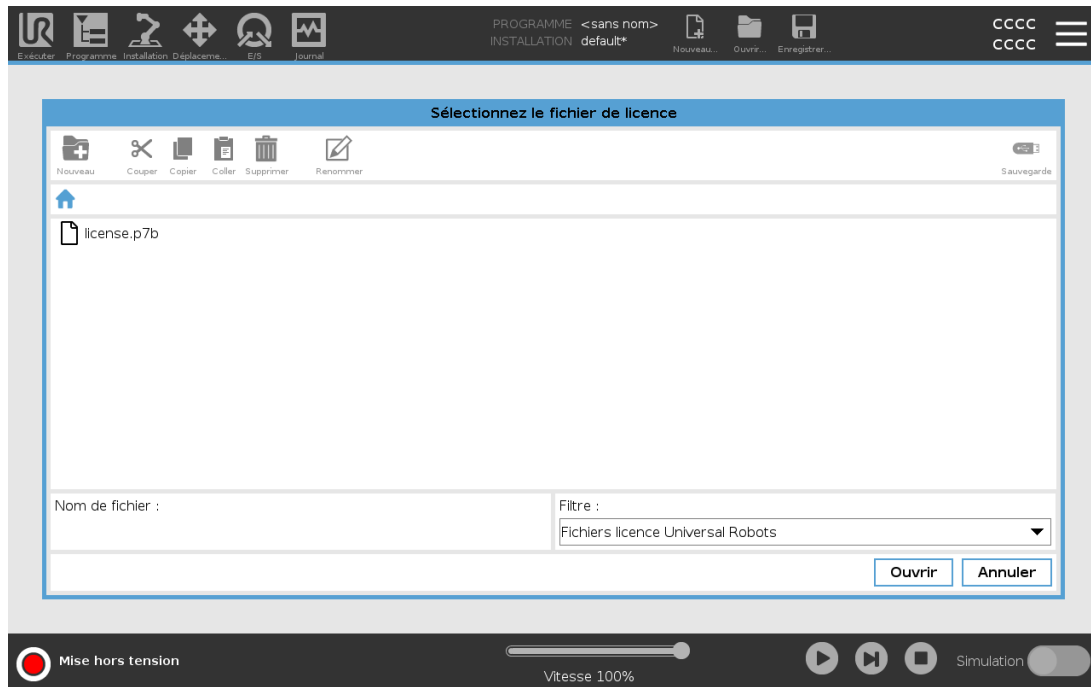 PROGRAMME <sans nom>
INSTALLATION default*
CCCC
CCCC
Exécuter Programme Installation Déplaceme... E/S Journal
Nouveau... Ouvrir... Enregistrer...
Sélectionnez le fichier de licence
Nouveau Couper Copier Coller Supprimer Renommer Sauvegarde
license.p7b
Nom de fichier : Filtre :
Fichiers licence Universal Robots
Ouvrir Annuler
Mise hors tension
Vitesse 100%
Simulation